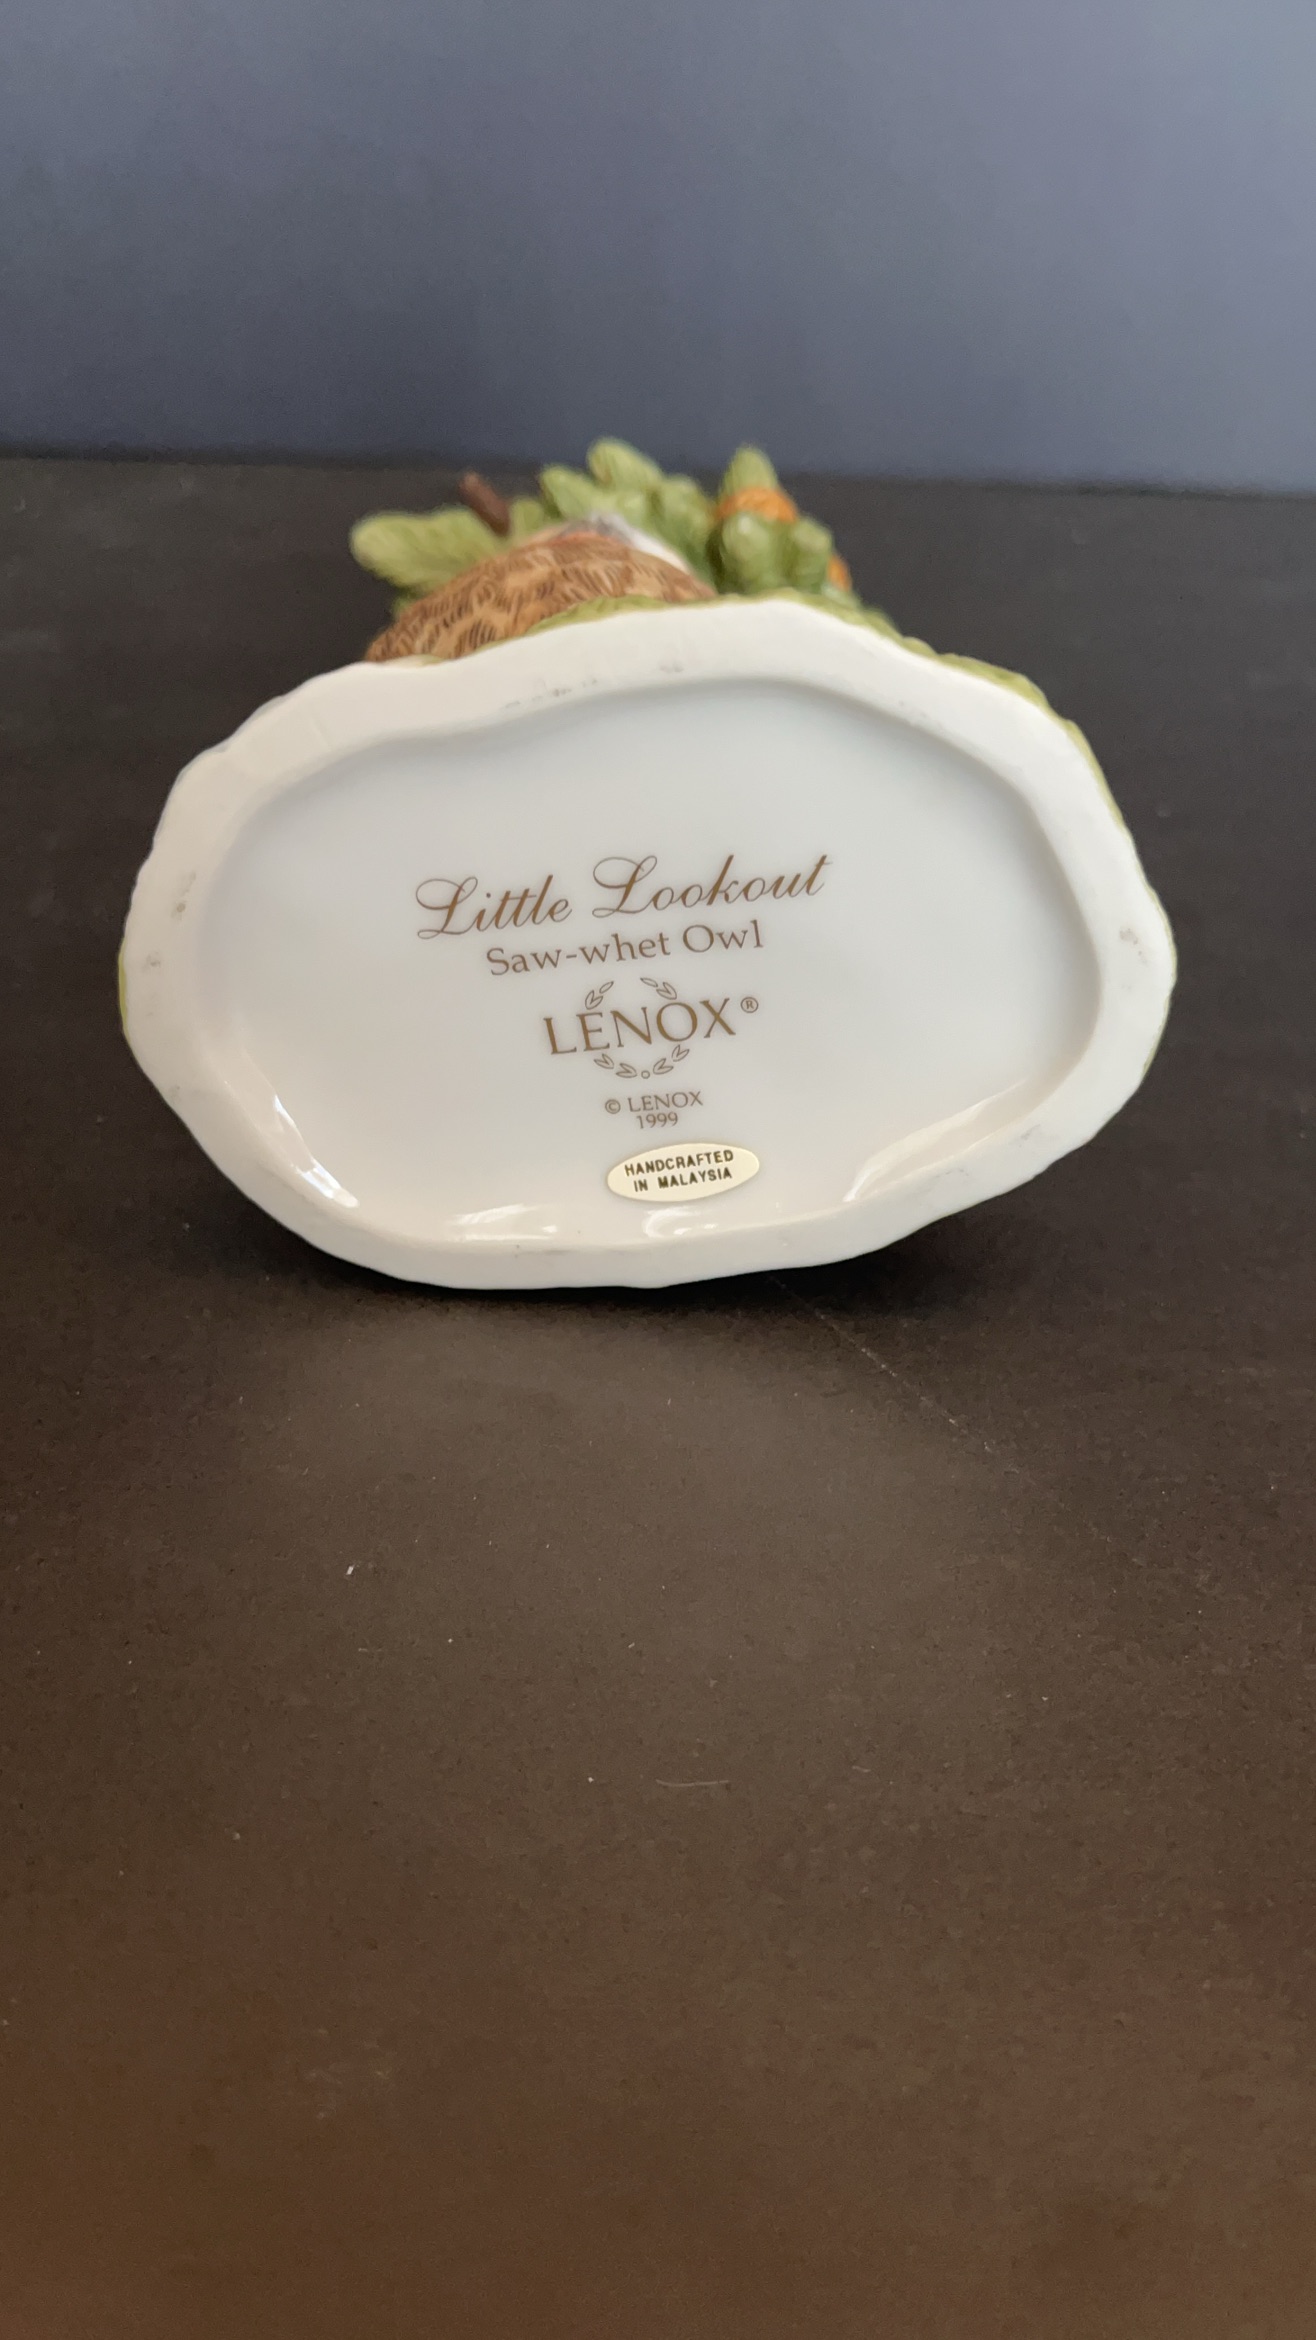 Little Lookout
Saw-whet Owl
LENOX®
© LENOX
1999
HANDCRAFTED
IN MALAYSIA